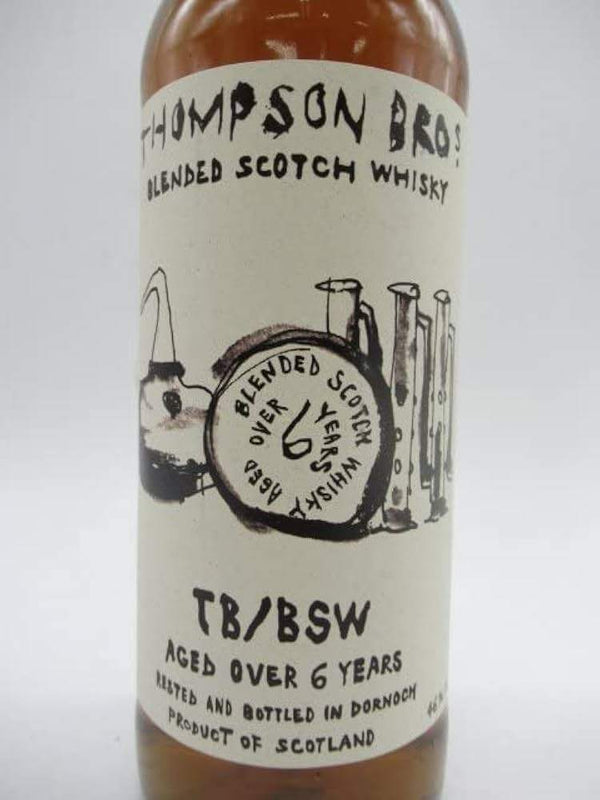 THOMPSON BROS
BLENDED SCOTCH WHISKY
BLENDED SCOTCH WHISKY
AGED OVER
6
YEARS
TB/BSW
AGED OVER 6 YEARS
RESTED AND BOTTLED IN DORNOCH
46%
PRODUCT OF SCOTLAND